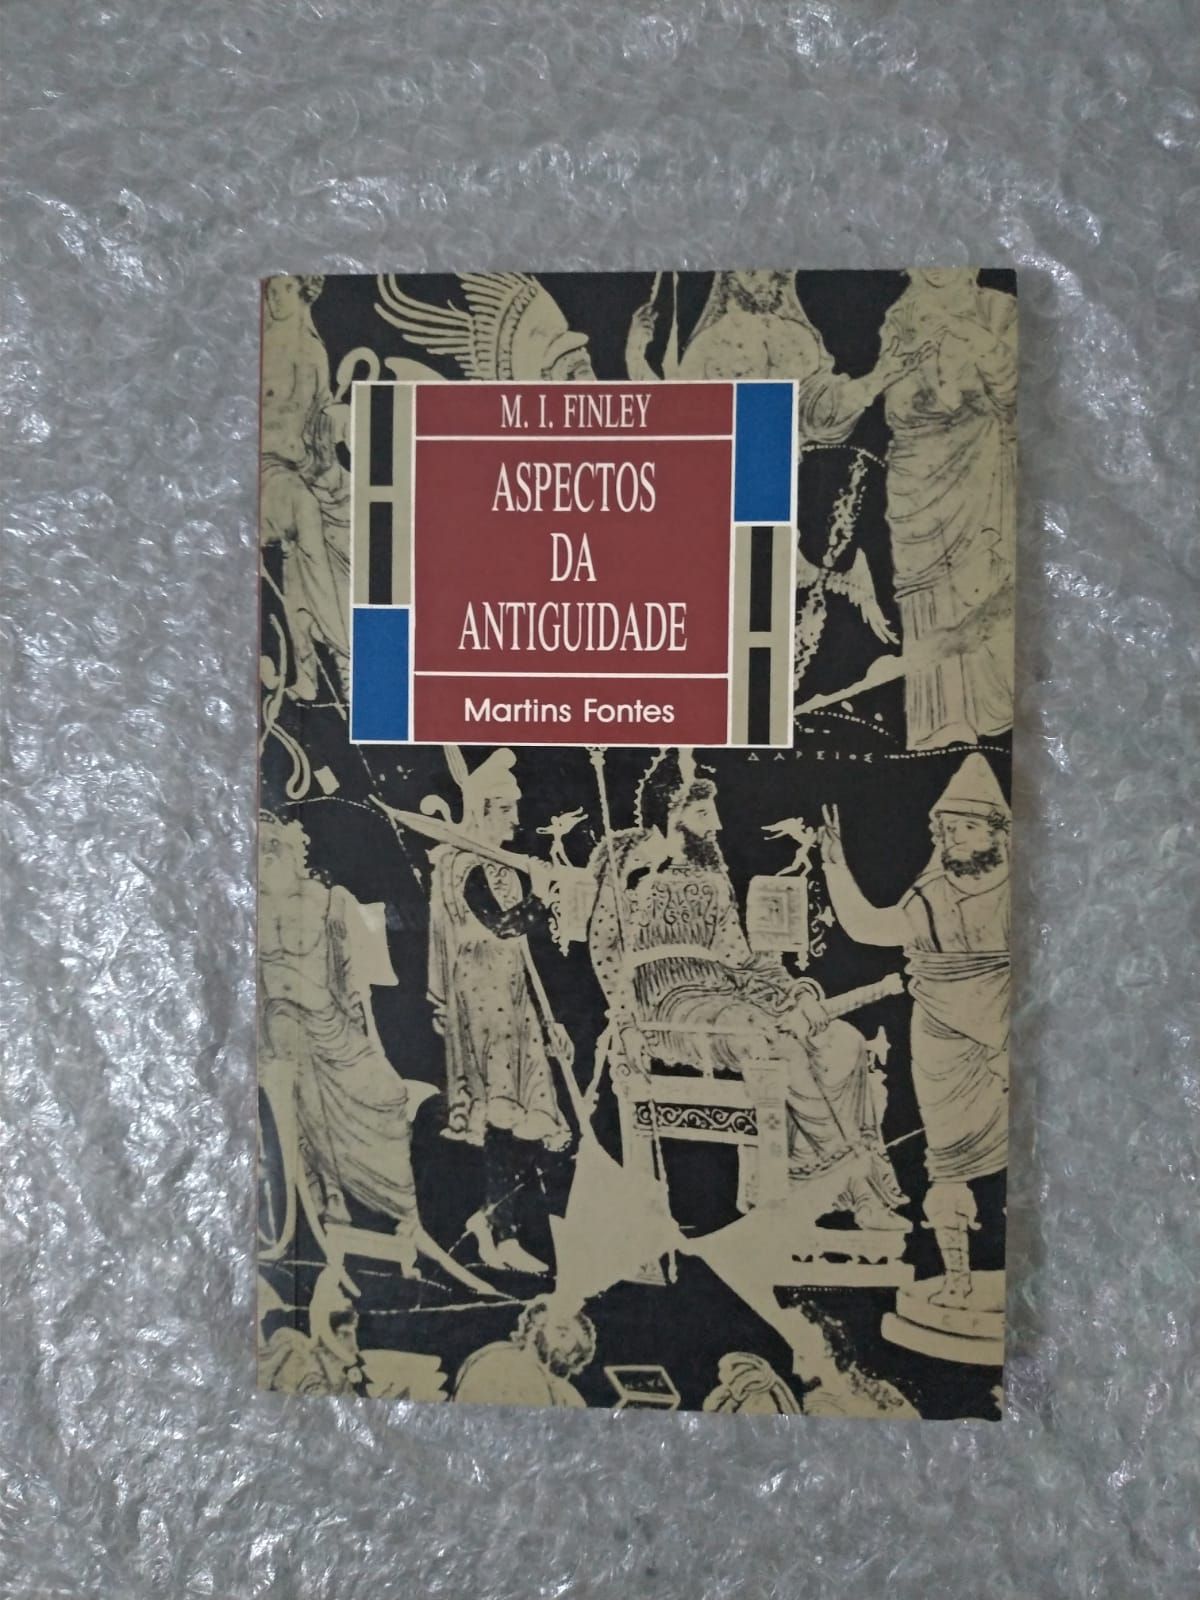 M. I. FINLEY
ASPECTOS
DA
ANTIGUIDADE
Martins Fontes
ΔΑΡΕΙΟΣ